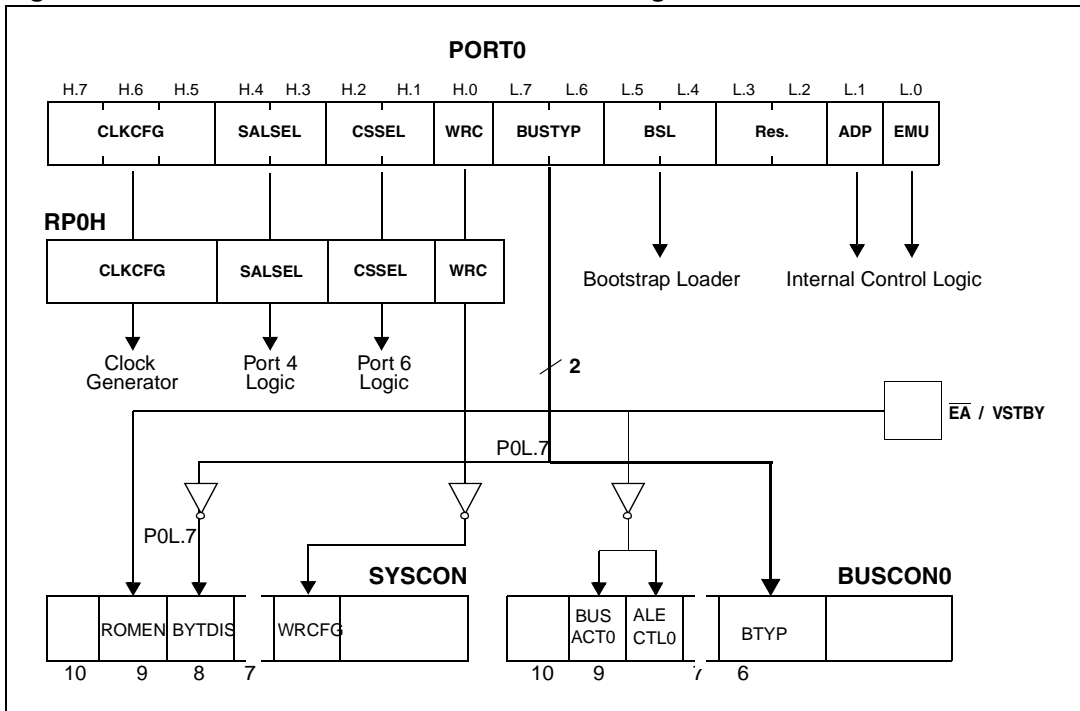 PORT0
H.7 H.6 H.5 H.4 H.3 H.2 H.1 H.0 L.7 L.6 L.5 L.4 L.3 L.2 L.1 L.0
CLKCFG SALSEL CSSEL WRC BUSTYP BSL Res. ADP EMU
RP0H
CLKCFG SALSEL CSSEL WRC
Bootstrap Loader Internal Control Logic
Clock Generator
Port 4 Logic
Port 6 Logic
2
EA / VSTBY
P0L.7
P0L.7
SYSCON BUSCON0
ROMEN BYTDIS WRCFG
BUS ACT0
ALE CTL0
BTYP
10 9 8 7 10 9 7 6